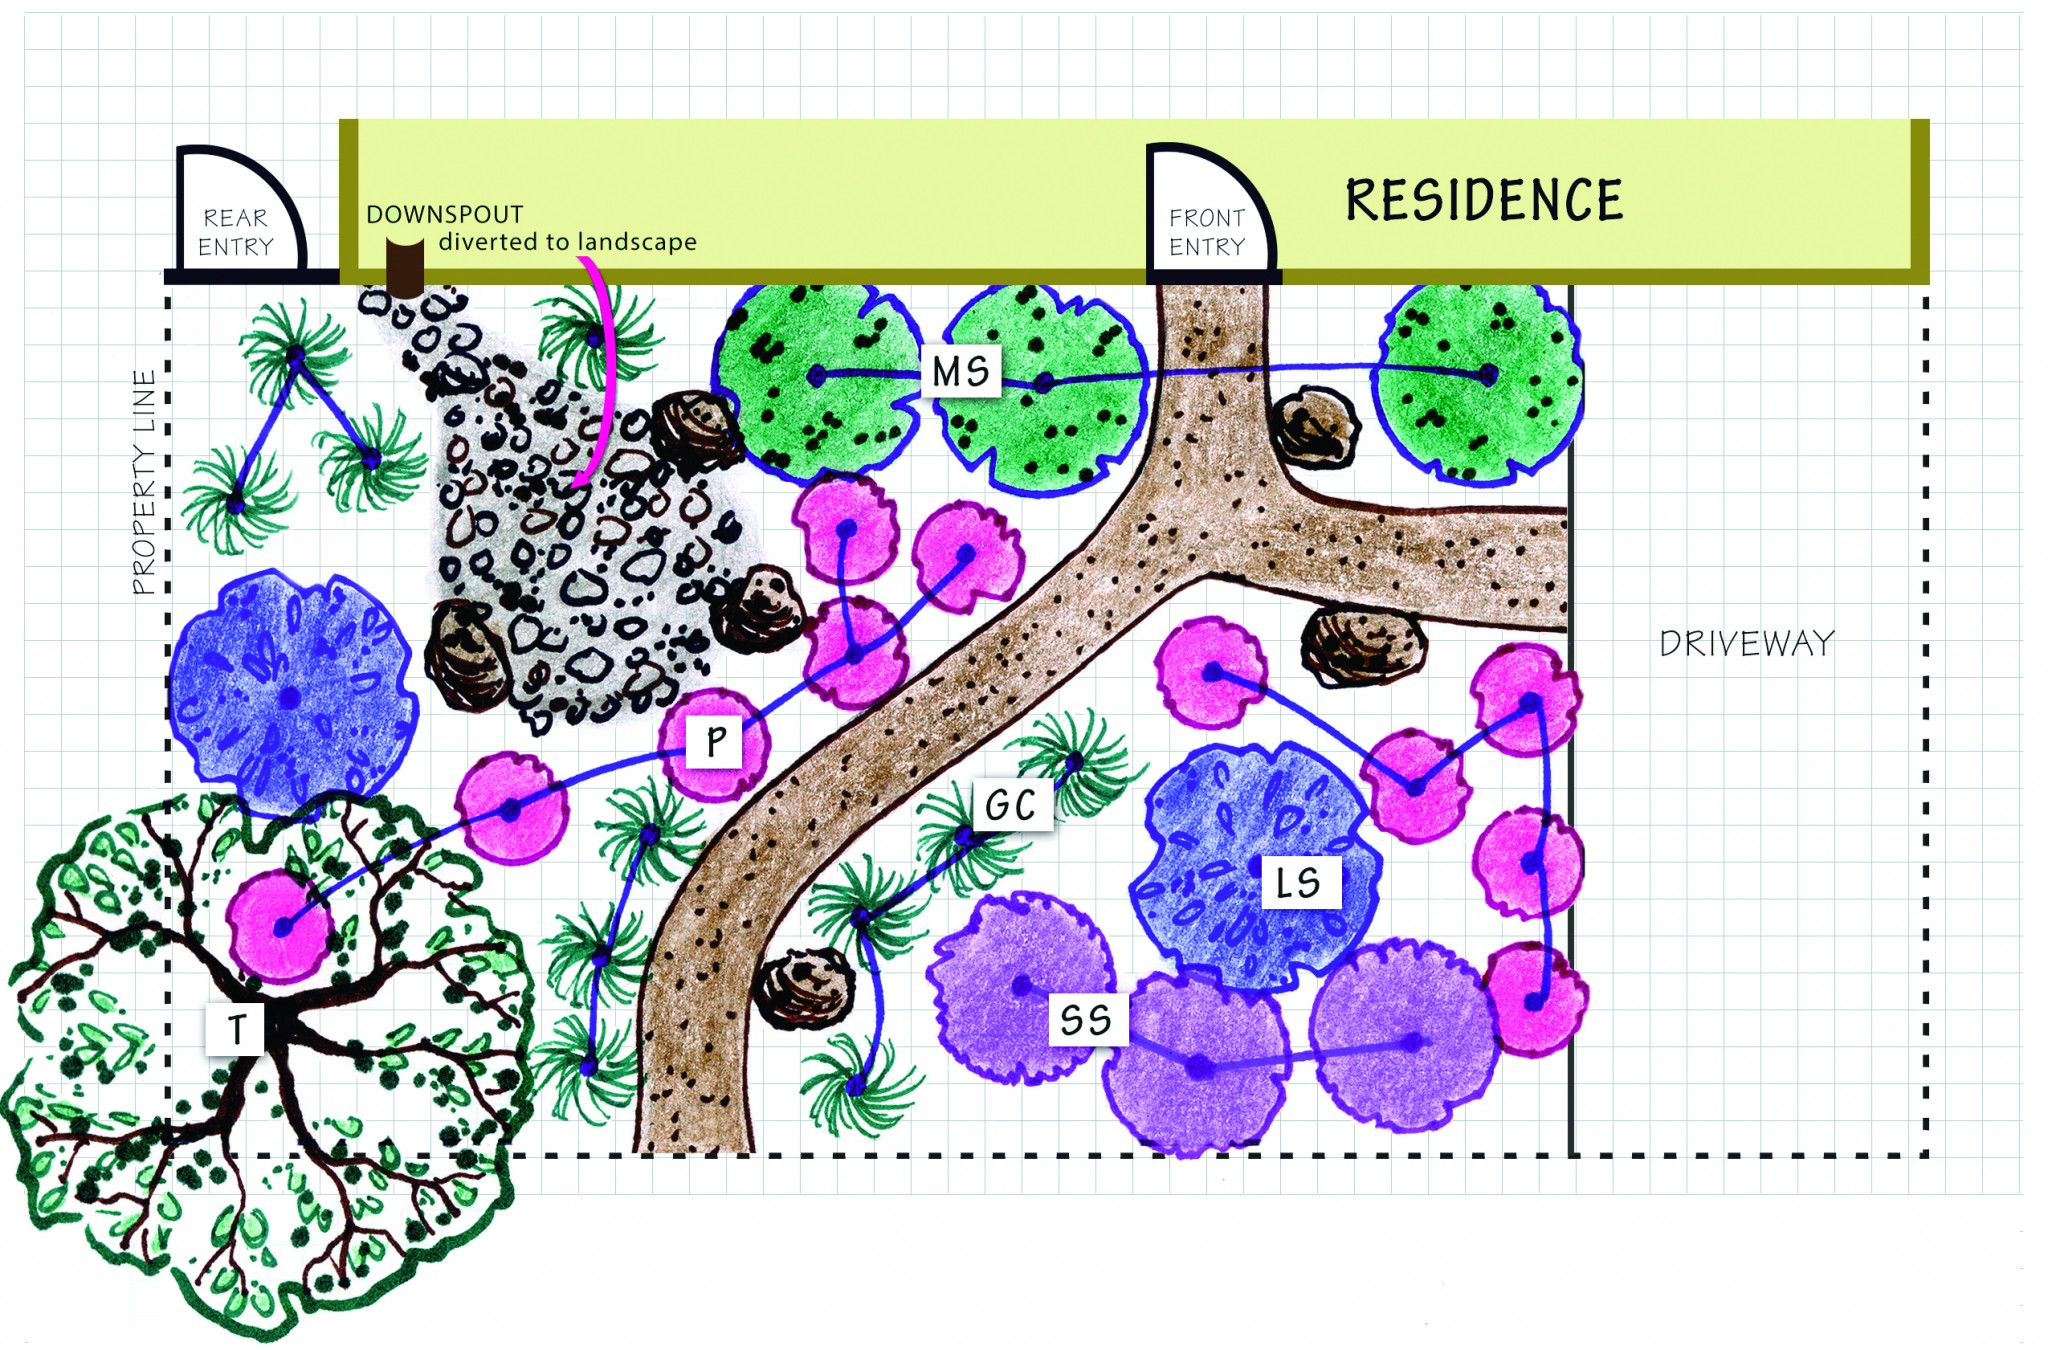 REAR
ENTRY
DOWNSPOUT
diverted to landscape
FRONT
ENTRY
RESIDENCE
PROPERTY LINE
MS
DRIVEWAY
P
GC
LS
T
SS